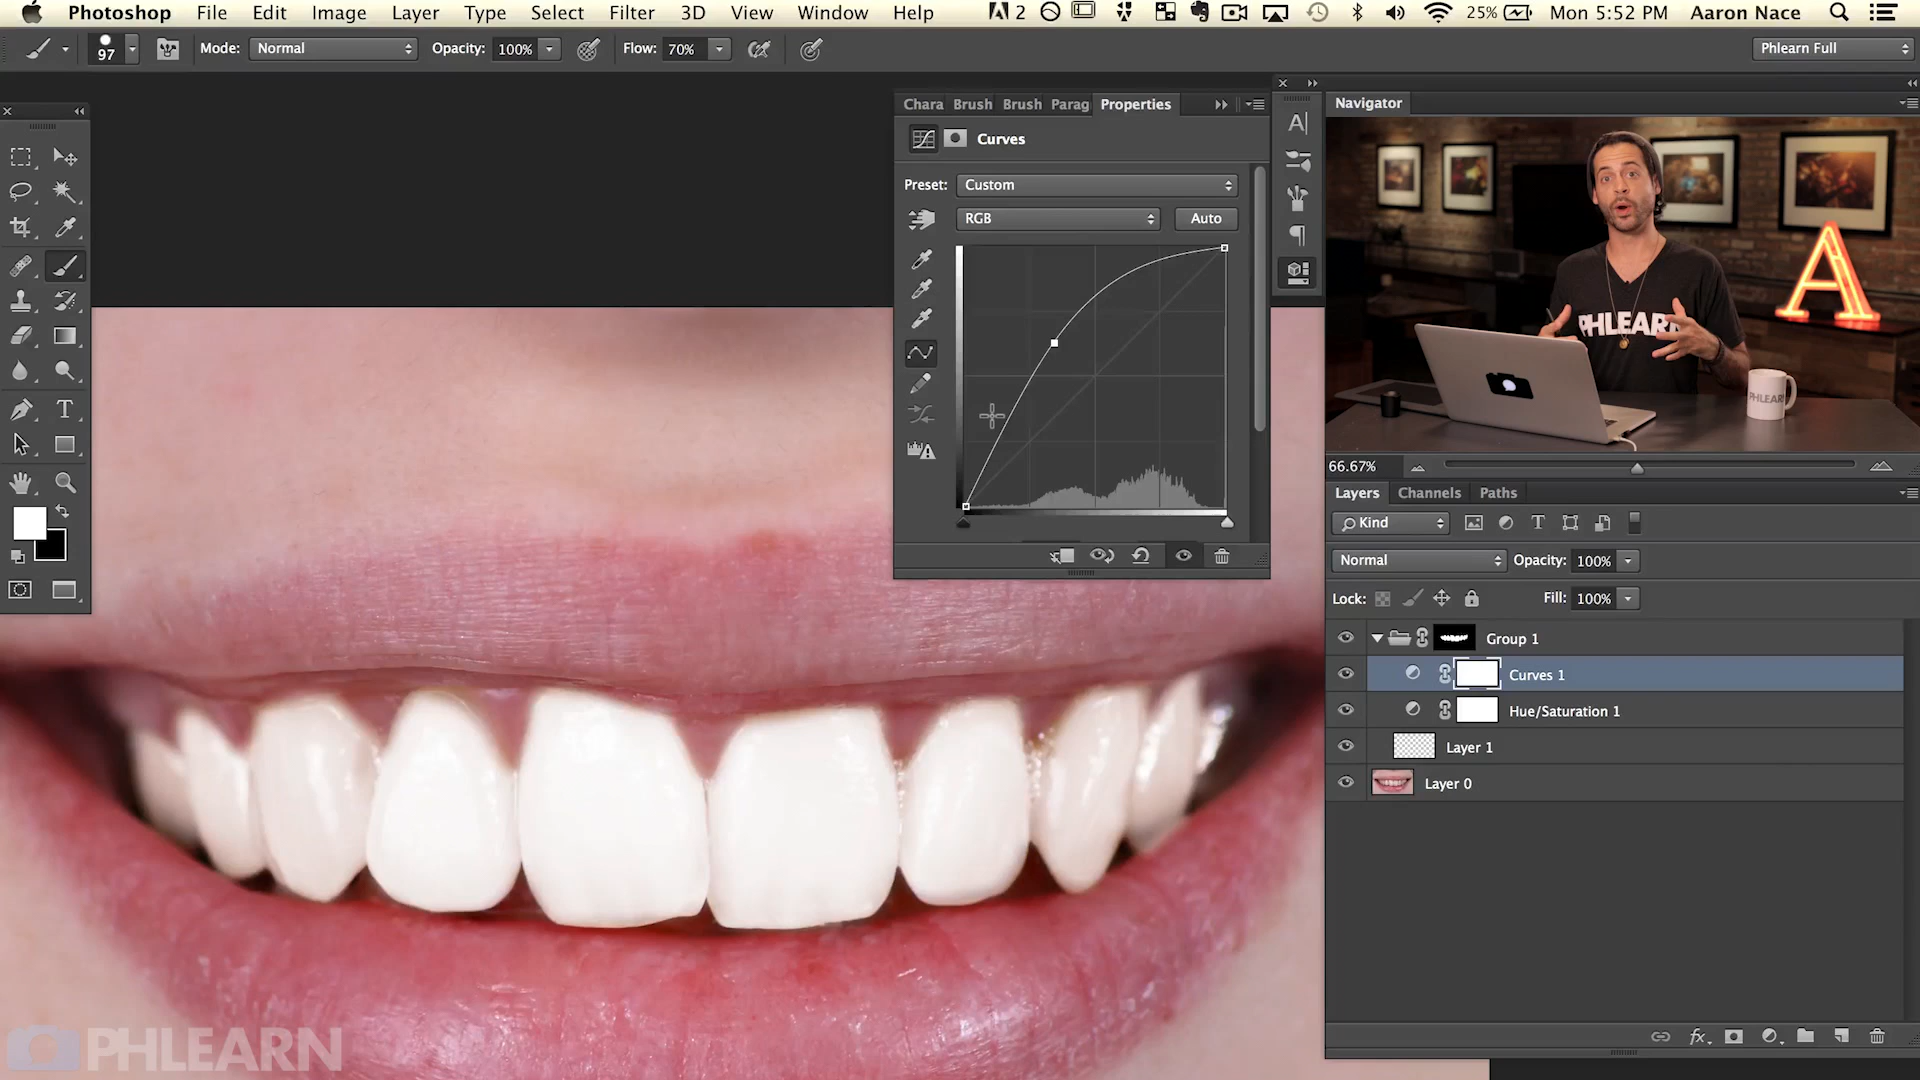 Photoshop File Edit Image Layer Type Select Filter 3D View Window Help 2 25% Mon 5:52 PM Aaron Nace
97 Mode: Normal Opacity: 100% Flow: 70% Phlearn Full
Chara Brush Brush Parag Properties
Curves
Preset: Custom
RGB Auto
Navigator
PHLEARN
A
PHLEARN
66.67%
Layers Channels Paths
Kind
Normal Opacity: 100%
Lock: Fill: 100%
Group 1
Curves 1
Hue/Saturation 1
Layer 1
Layer 0
fx
PHLEARN